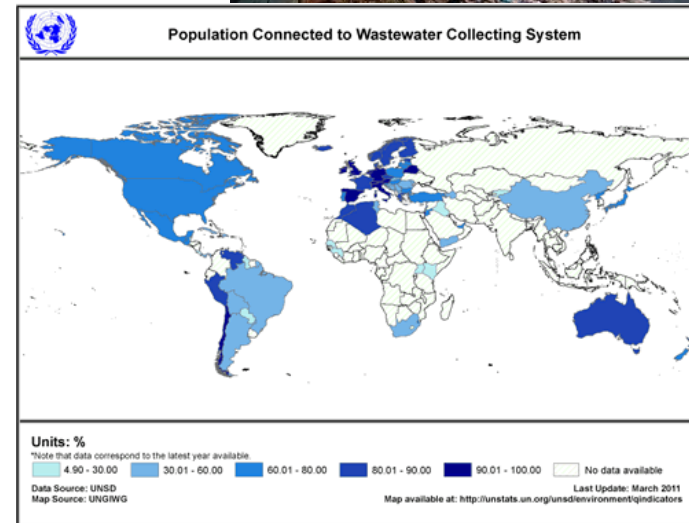 Population Connected to Wastewater Collecting System
Units: %
*Note that data correspond to the latest year available.
4.90 - 30.00 30.01 - 60.00 60.01 - 80.00 80.01 - 90.00 90.01 - 100.00 No data available
Data Source: UNSD
Map Source: UNGIWG
Last Update: March 2011
Map available at: http://unstats.un.org/unsd/environment/qindicators